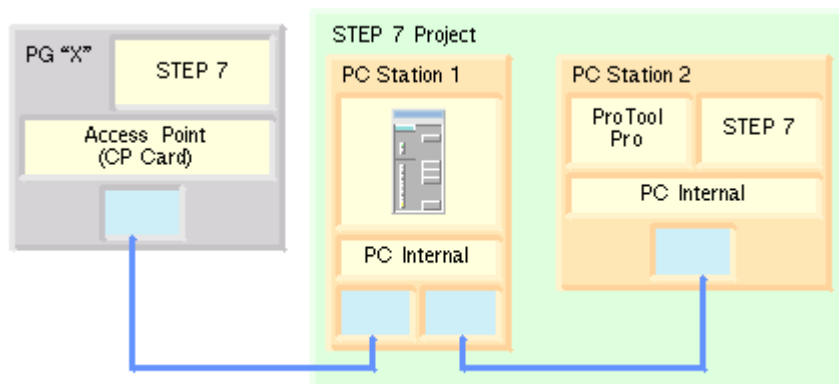 STEP 7 Project
PG “X”
STEP 7
Access Point
(CP Card)
PC Station 1
PC Internal
PC Station 2
ProTool
Pro
STEP 7
PC Internal